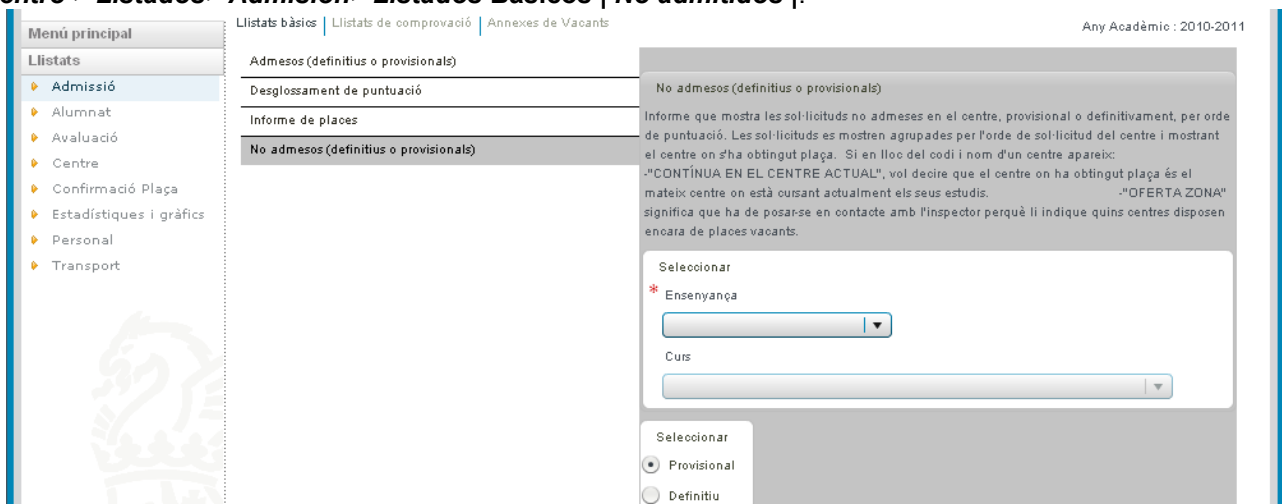 Centro > Listados> Admisión> Listados Básicos | No admitidos |.
Menú principal
Llistats
Admissió
Alumnat
Avaluació
Centre
Confirmació Plaça
Estadístiques i gràfics
Personal
Transport
Llistats bàsics | Llistats de comprovació | Annexes de Vacants
Any Acadèmic : 2010-2011
Admesos (definitius o provisionals)
Desglossament de puntuació
Informe de places
No admesos (definitius o provisionals)
No admesos (definitius o provisionals)
Informe que mostra les sol·licituds no admeses en el centre, provisional o definitivament, per orde
de puntuació. Les sol·licituds es mostren agrupades per l'orde de sol·licitud del centre i mostrant
el centre on s'ha obtingut plaça. Si en lloc del codi i nom d'un centre apareix:
-"CONTÍNUA EN EL CENTRE ACTUAL", vol decire que el centre on ha obtingut plaça és el
mateix centre on està cursant actualment els seus estudis. -"OFERTA ZONA"
significa que ha de posar-se en contacte amb l'inspector perquè li indique quins centres disposen
encara de places vacants.
Seleccionar
* Ensenyança
Curs
Seleccionar
Provisional
Definitiu